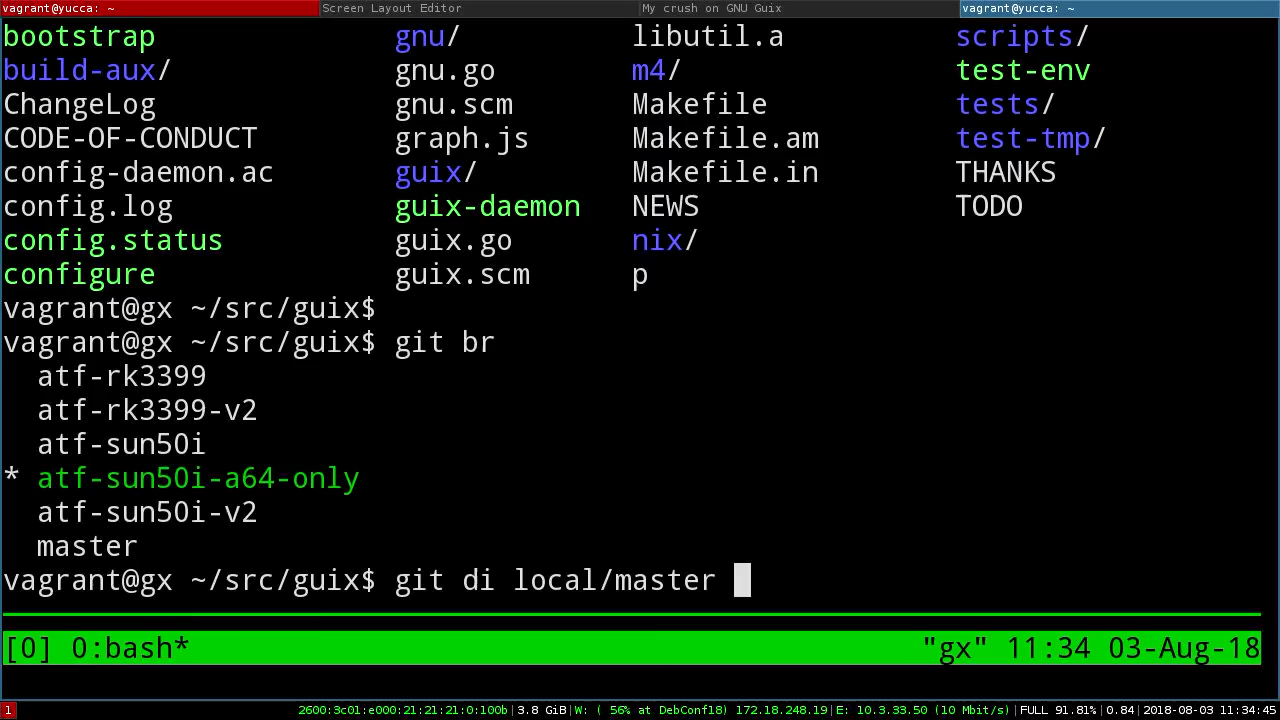 vagrant@yucca: ~ Screen Layout Editor My crush on GNU Guix vagrant@yucca: ~
bootstrap gnu/ libutil.a scripts/
build-aux/ gnu.go m4/ test-env
ChangeLog gnu.scm Makefile tests/
CODE-OF-CONDUCT graph.js Makefile.am test-tmp/
config-daemon.ac guix/ Makefile.in THANKS
config.log guix-daemon NEWS TODO
config.status guix.go nix/
configure guix.scm p
vagrant@gx ~/src/guix$
vagrant@gx ~/src/guix$ git br
atf-rk3399
atf-rk3399-v2
atf-sun50i
* atf-sun50i-a64-only
atf-sun50i-v2
master
vagrant@gx ~/src/guix$ git di local/master
[0] 0:bash* "gx" 11:34 03-Aug-18
1 2600:3c01:e000:21:21:21:0:100b|3.8 GiB|W: ( 56% at DebConf18) 172.18.248.19|E: 10.3.33.50 (10 Mbit/s)|FULL 91.81%|0.84|2018-08-03 11:34:45